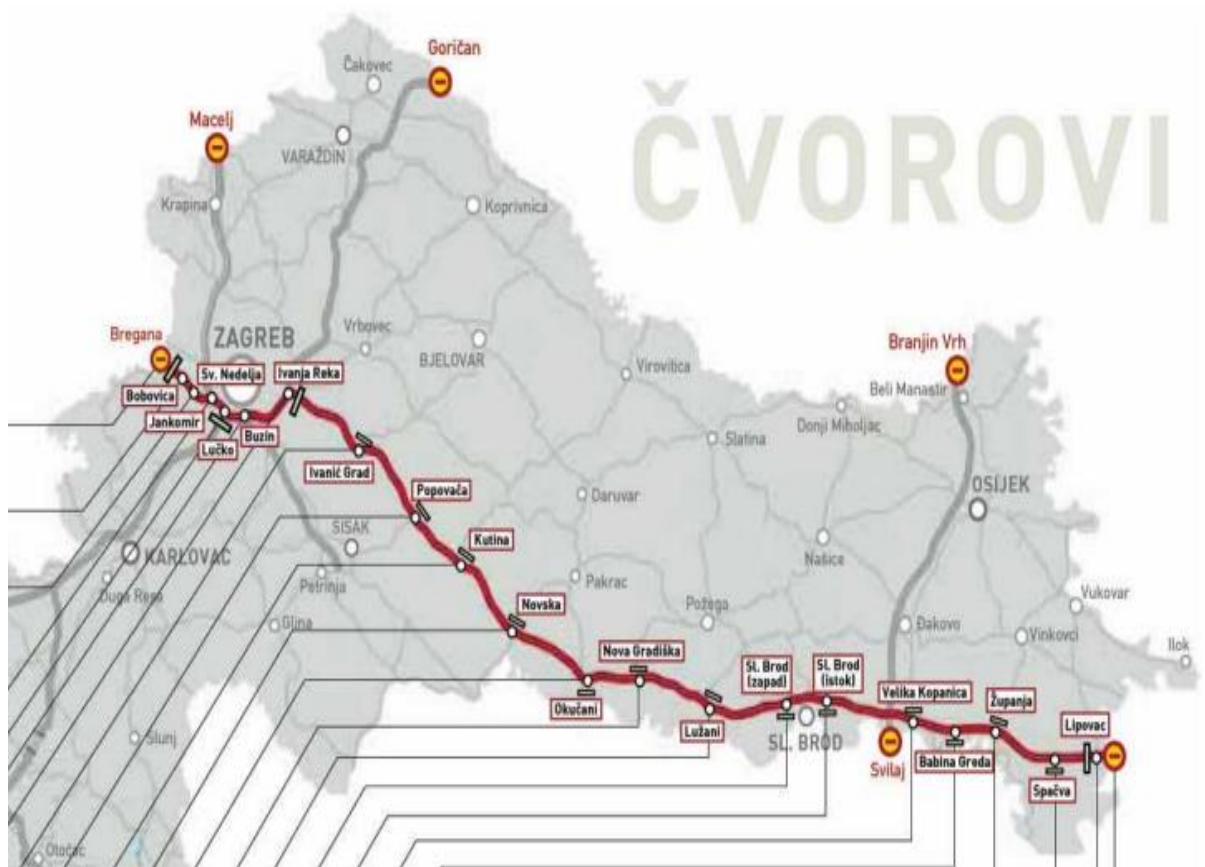 Goričan
Čakovec
Macelj
VARAŽDIN
ČVOROVI
Krapina
Koprivnica
Bregana
ZAGREB
Vrbovec
BJELOVAR
Virovitica
Branjin Vrh
Beli Manastir
Sv. Nedelja
Ivanja Reka
Bobovica
Jankomir
Lučko
Buzin
Donji Miholjac
Slatina
Ivanić Grad
Popovača
Daruvar
OSIJEK
SISAK
Kutina
Našice
KARLOVAC
Petrinja
Duga Resa
Pakrac
Požega
Vukovar
Glina
Novska
Đakovo
Vinkovci
Ilok
Nova Gradiška
Sl. Brod
(zapad)
Sl. Brod
(istok)
Velika Kopanica
Županja
Okučani
Lužani
SL. BROD
Lipovac
Slunj
Svilaj
Babina Greda
Spačva
Otočac